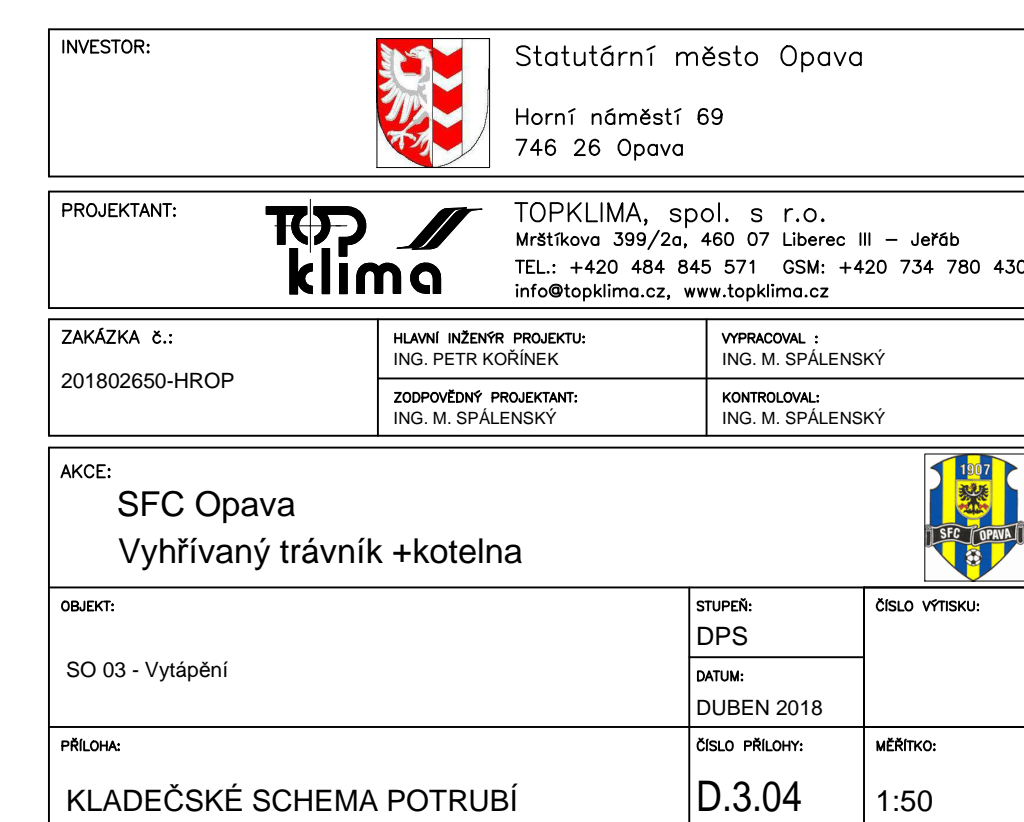 INVESTOR:
Statutární město Opava
Horní náměstí 69
746 26 Opava
PROJEKTANT:
TOP
klima
TOPKLIMA, spol. s r.o.
Mrštíkova 399/2a, 460 07 Liberec III – Jeřáb
TEL.: +420 484 845 571 GSM: +420 734 780 430
info@topklima.cz, www.topklima.cz
ZAKÁZKA č.:
201802650-HROP
HLAVNÍ INŽENÝR PROJEKTU:
ING. PETR KOŘÍNEK
VYPRACOVAL :
ING. M. SPÁLENSKÝ
ZODPOVĚDNÝ PROJEKTANT:
ING. M. SPÁLENSKÝ
KONTROLOVAL:
ING. M. SPÁLENSKÝ
AKCE:
SFC Opava
Vyhřívaný trávník +kotelna
1907
SFC OPAVA
OBJEKT:
SO 03 - Vytápění
STUPEŇ:
DPS
DATUM:
DUBEN 2018
ČÍSLO VÝTISKU:
PŘÍLOHA:
KLADEČSKÉ SCHEMA POTRUBÍ
ČÍSLO PŘÍLOHY:
D.3.04
MĚŘÍTKO:
1:50